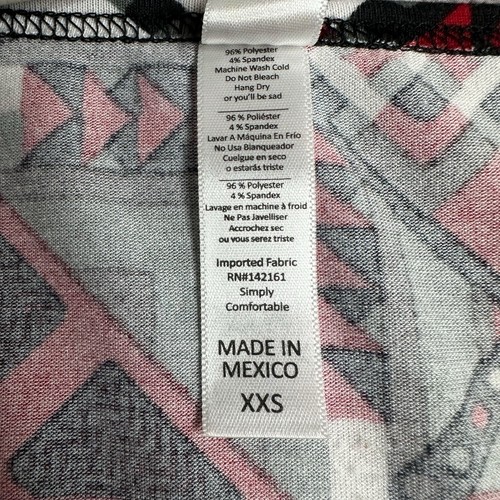 96% Polyester
4% Spandex
Machine Wash Cold
Do Not Bleach
Hang Dry
or you'll be sad
96 % Poliéster
4 % Spandex
Lavar A Máquina En Frio
No Usa Blanqueador
Cuelgue en seco
o estarás triste
96 % Polyester
4 % Spandex
Lavage en machine à froid
Ne Pas Javelliser
Accrochez sec
ou vous serez triste
Imported Fabric
RN#142161
Simply
Comfortable
MADE IN
MEXICO
XXS